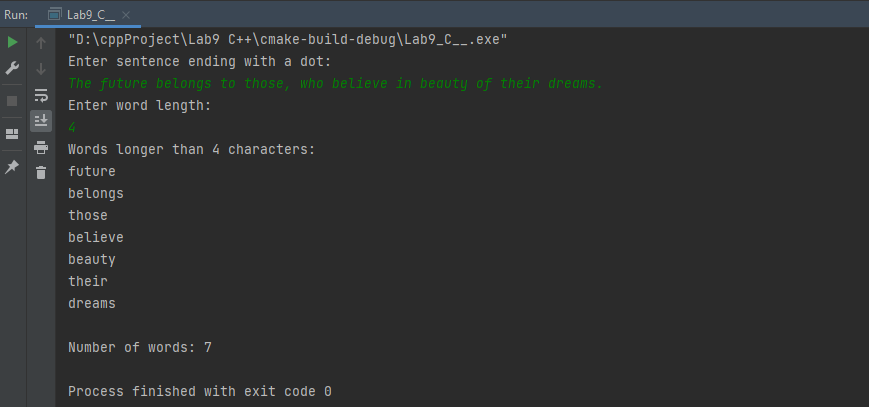 Run: Lab9_C__
"D:\cppProject\Lab9 C++\cmake-build-debug\Lab9_C__.exe"
Enter sentence ending with a dot:
The future belongs to those, who believe in beauty of their dreams.
Enter word length:
4
Words longer than 4 characters:
future
belongs
those
believe
beauty
their
dreams
Number of words: 7
Process finished with exit code 0